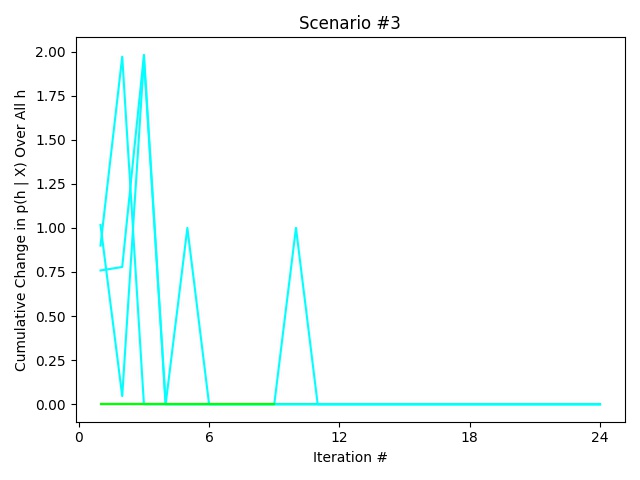 Scenario #3
Cumulative Change in p(h | X) Over All h
2.00
1.75
1.50
1.25
1.00
0.75
0.50
0.25
0.00
0 6 12 18 24
Iteration #